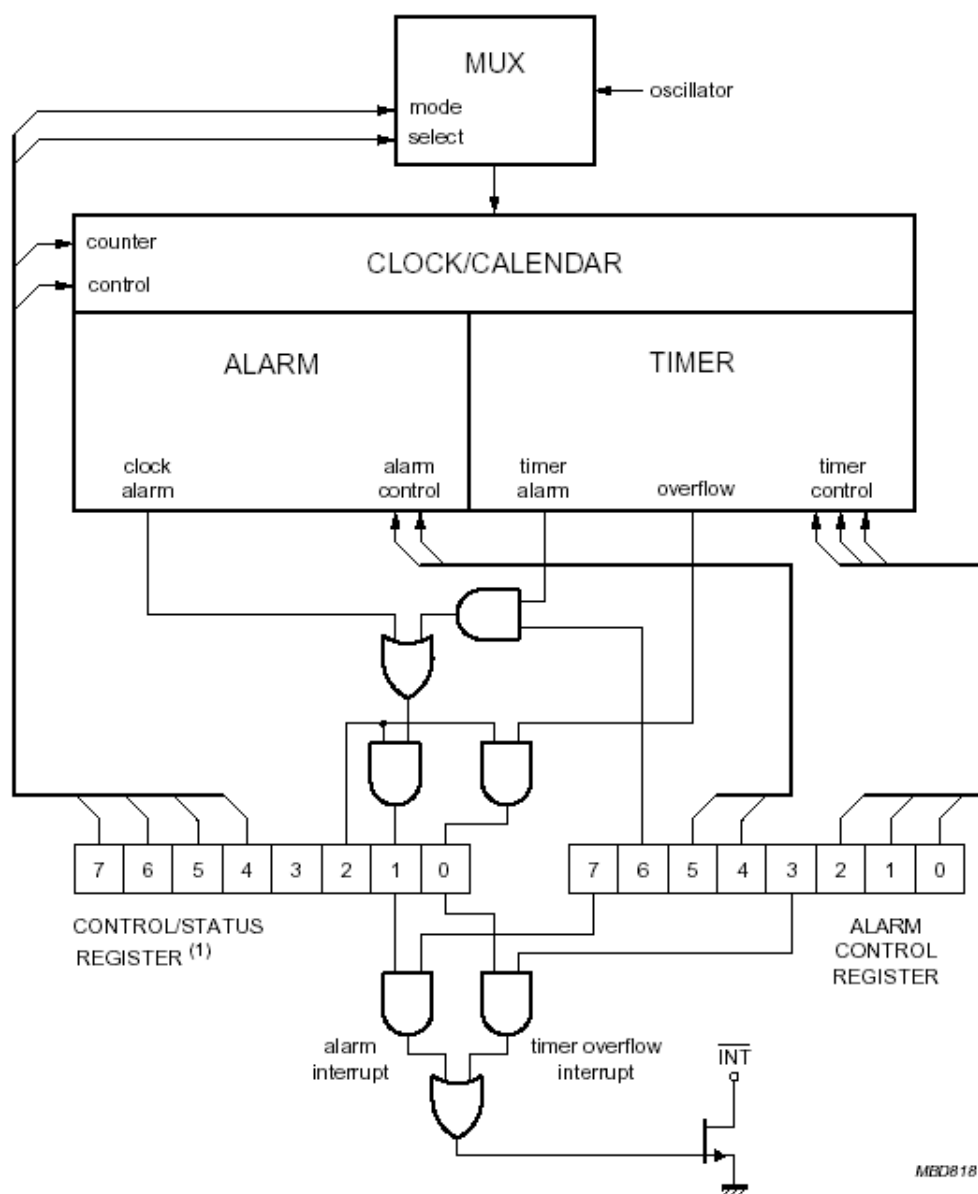 MUX
oscillator
mode
select
counter
CLOCK/CALENDAR
control
ALARM
TIMER
clock
alarm
alarm
control
timer
alarm
overflow
timer
control
7 6 5 4 3 2 1 0
7 6 5 4 3 2 1 0
CONTROL/STATUS
REGISTER (1)
ALARM
CONTROL
REGISTER
alarm
interrupt
timer overflow
interrupt
INT
MBD818